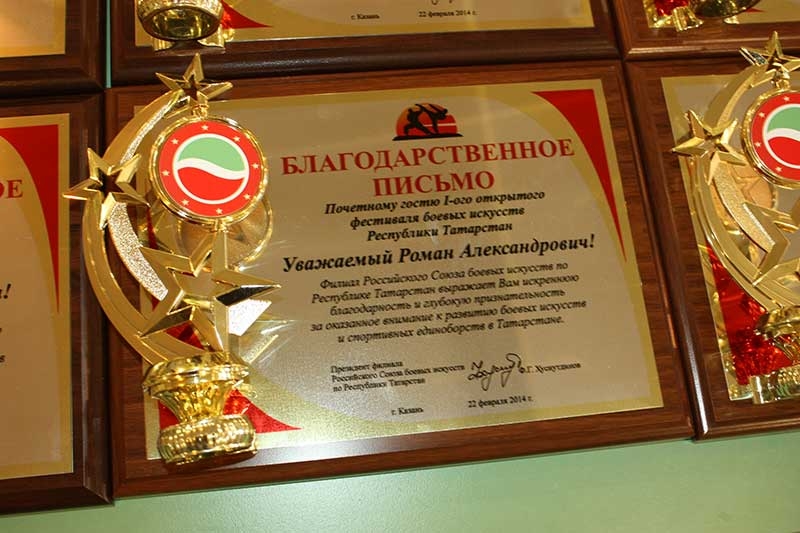 г. Казань 22 февраля 2014 г.
БЛАГОДАРСТВЕННОЕ
ПИСЬМО
Почетному гостю I-ого открытого
фестиваля боевых искусств
Республики Татарстан
Уважаемый Роман Александрович!
Филиал Российского Союза боевых искусств по
Республике Татарстан выражает Вам искреннюю
благодарность и глубокую признательность
за оказанное внимание к развитию боевых искусств
и спортивных единоборств в Татарстане.
Президент филиала
Российского Союза боевых искусств
по Республике Татарстан
Г. Хуснутдинов
г. Казань 22 февраля 2014 г.